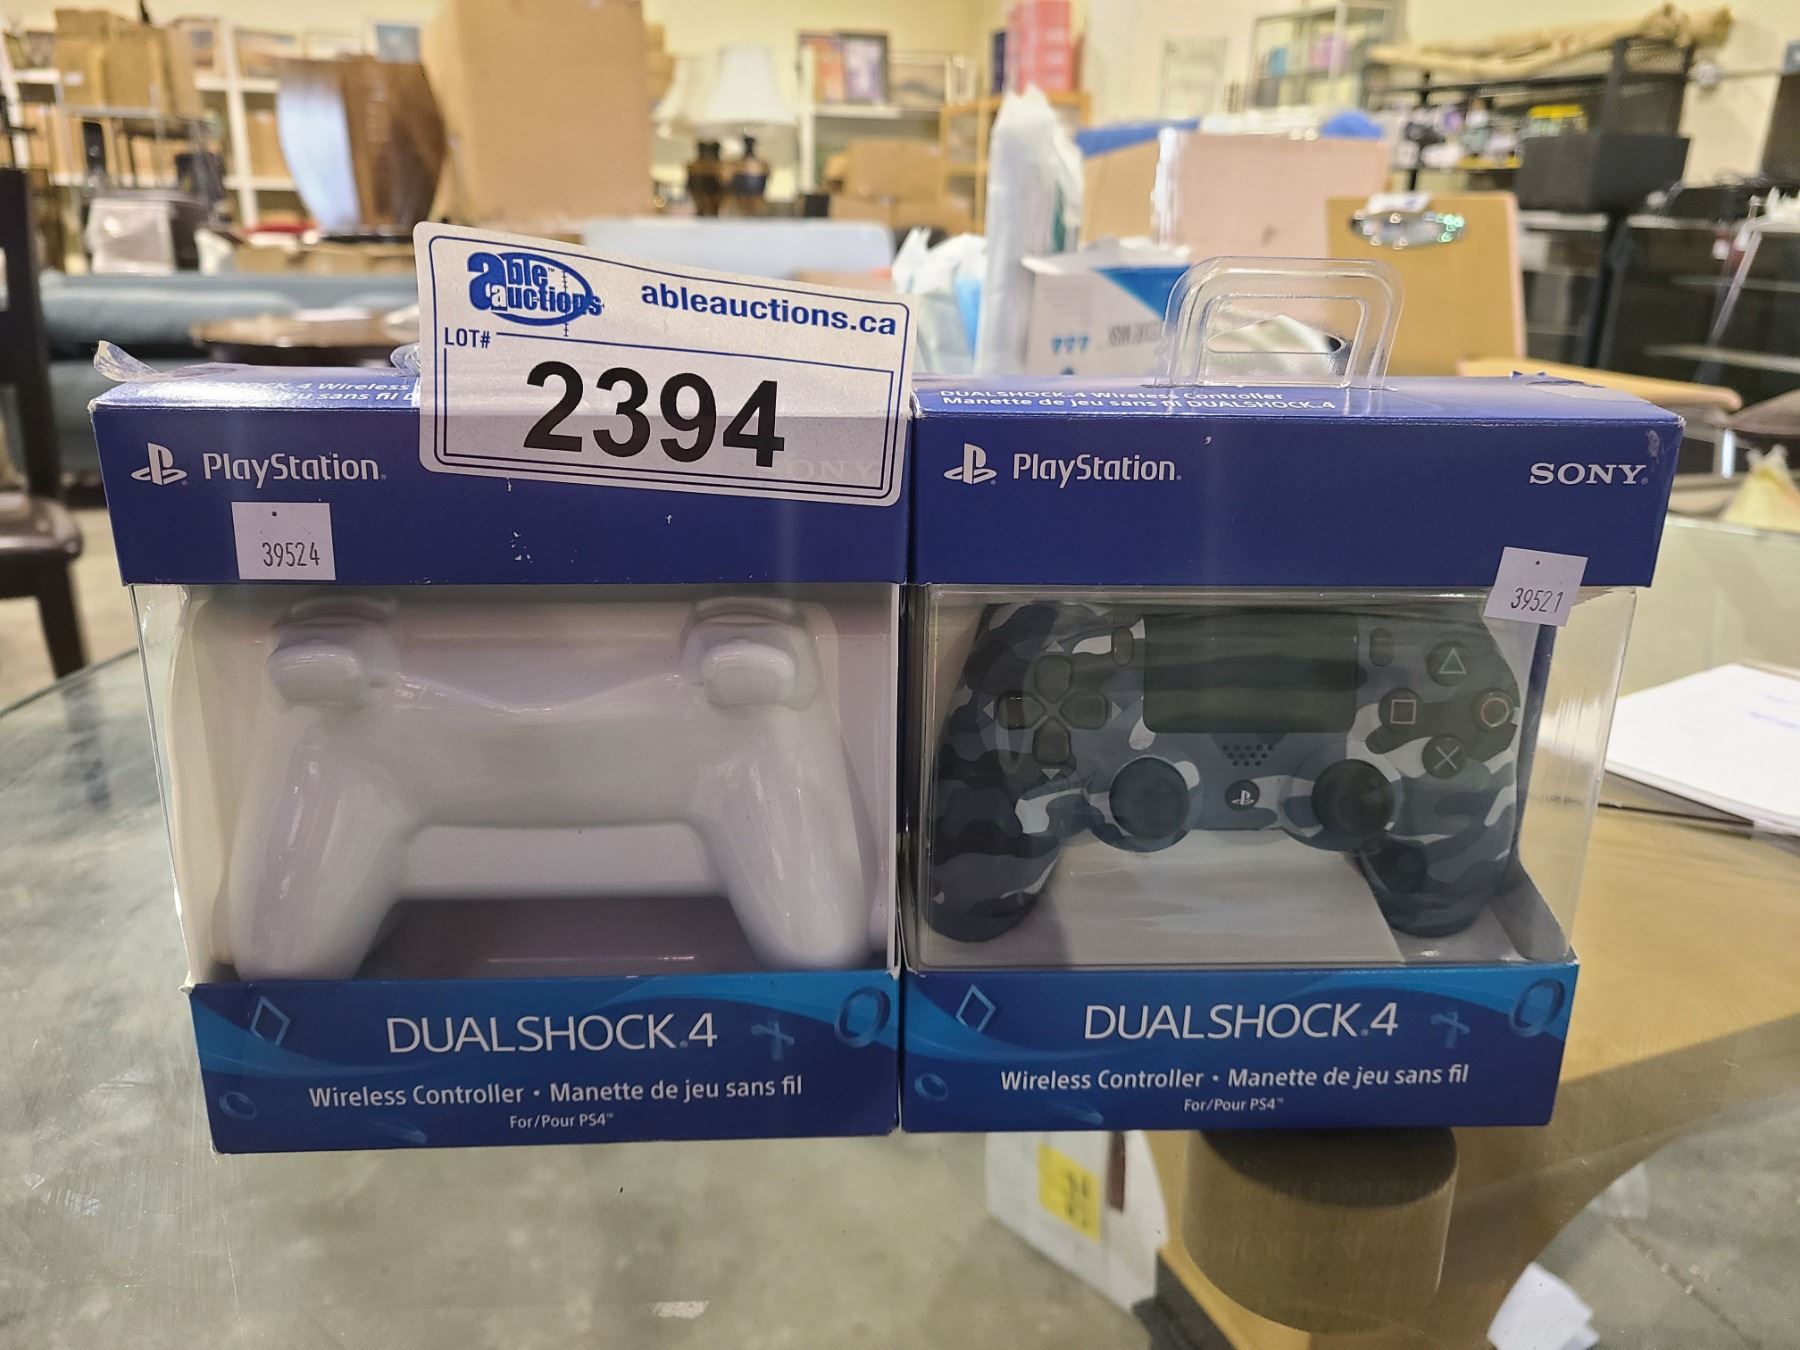 able™
auctions
ableauctions.ca
LOT#
2394
DUALSHOCK.4 Wireless Controller
Manette de jeu sans fil DUALSHOCK.4
PlayStation®
SONY
39524
DUALSHOCK®4
Wireless Controller • Manette de jeu sans fil
For/Pour PS4™
PlayStation®
SONY®
39521
DUALSHOCK®4
Wireless Controller • Manette de jeu sans fil
For/Pour PS4™